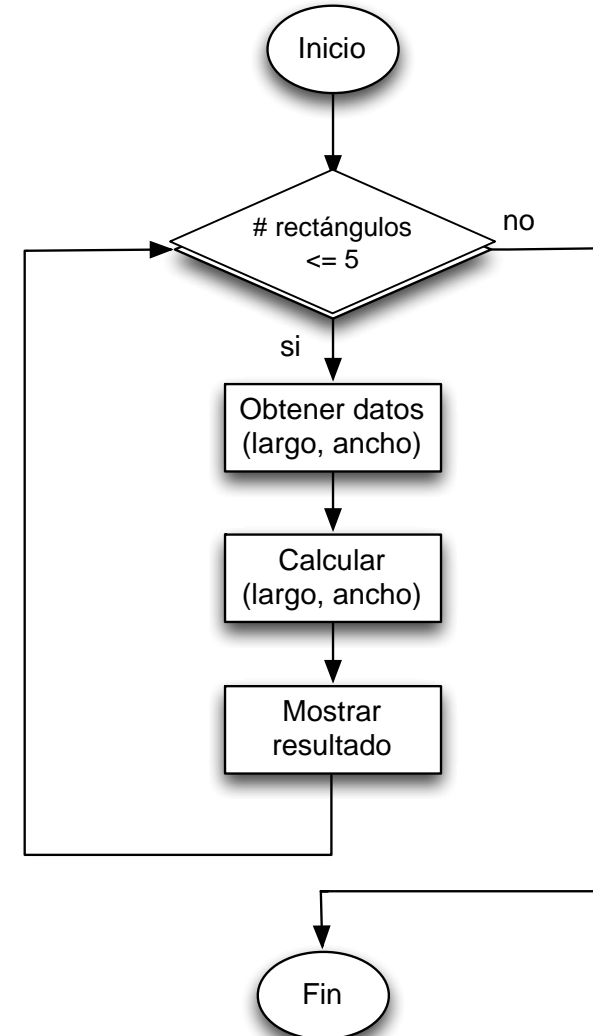 Inicio
# rectángulos
<= 5
no
si
Obtener datos
(largo, ancho)
Calcular
(largo, ancho)
Mostrar
resultado
Fin